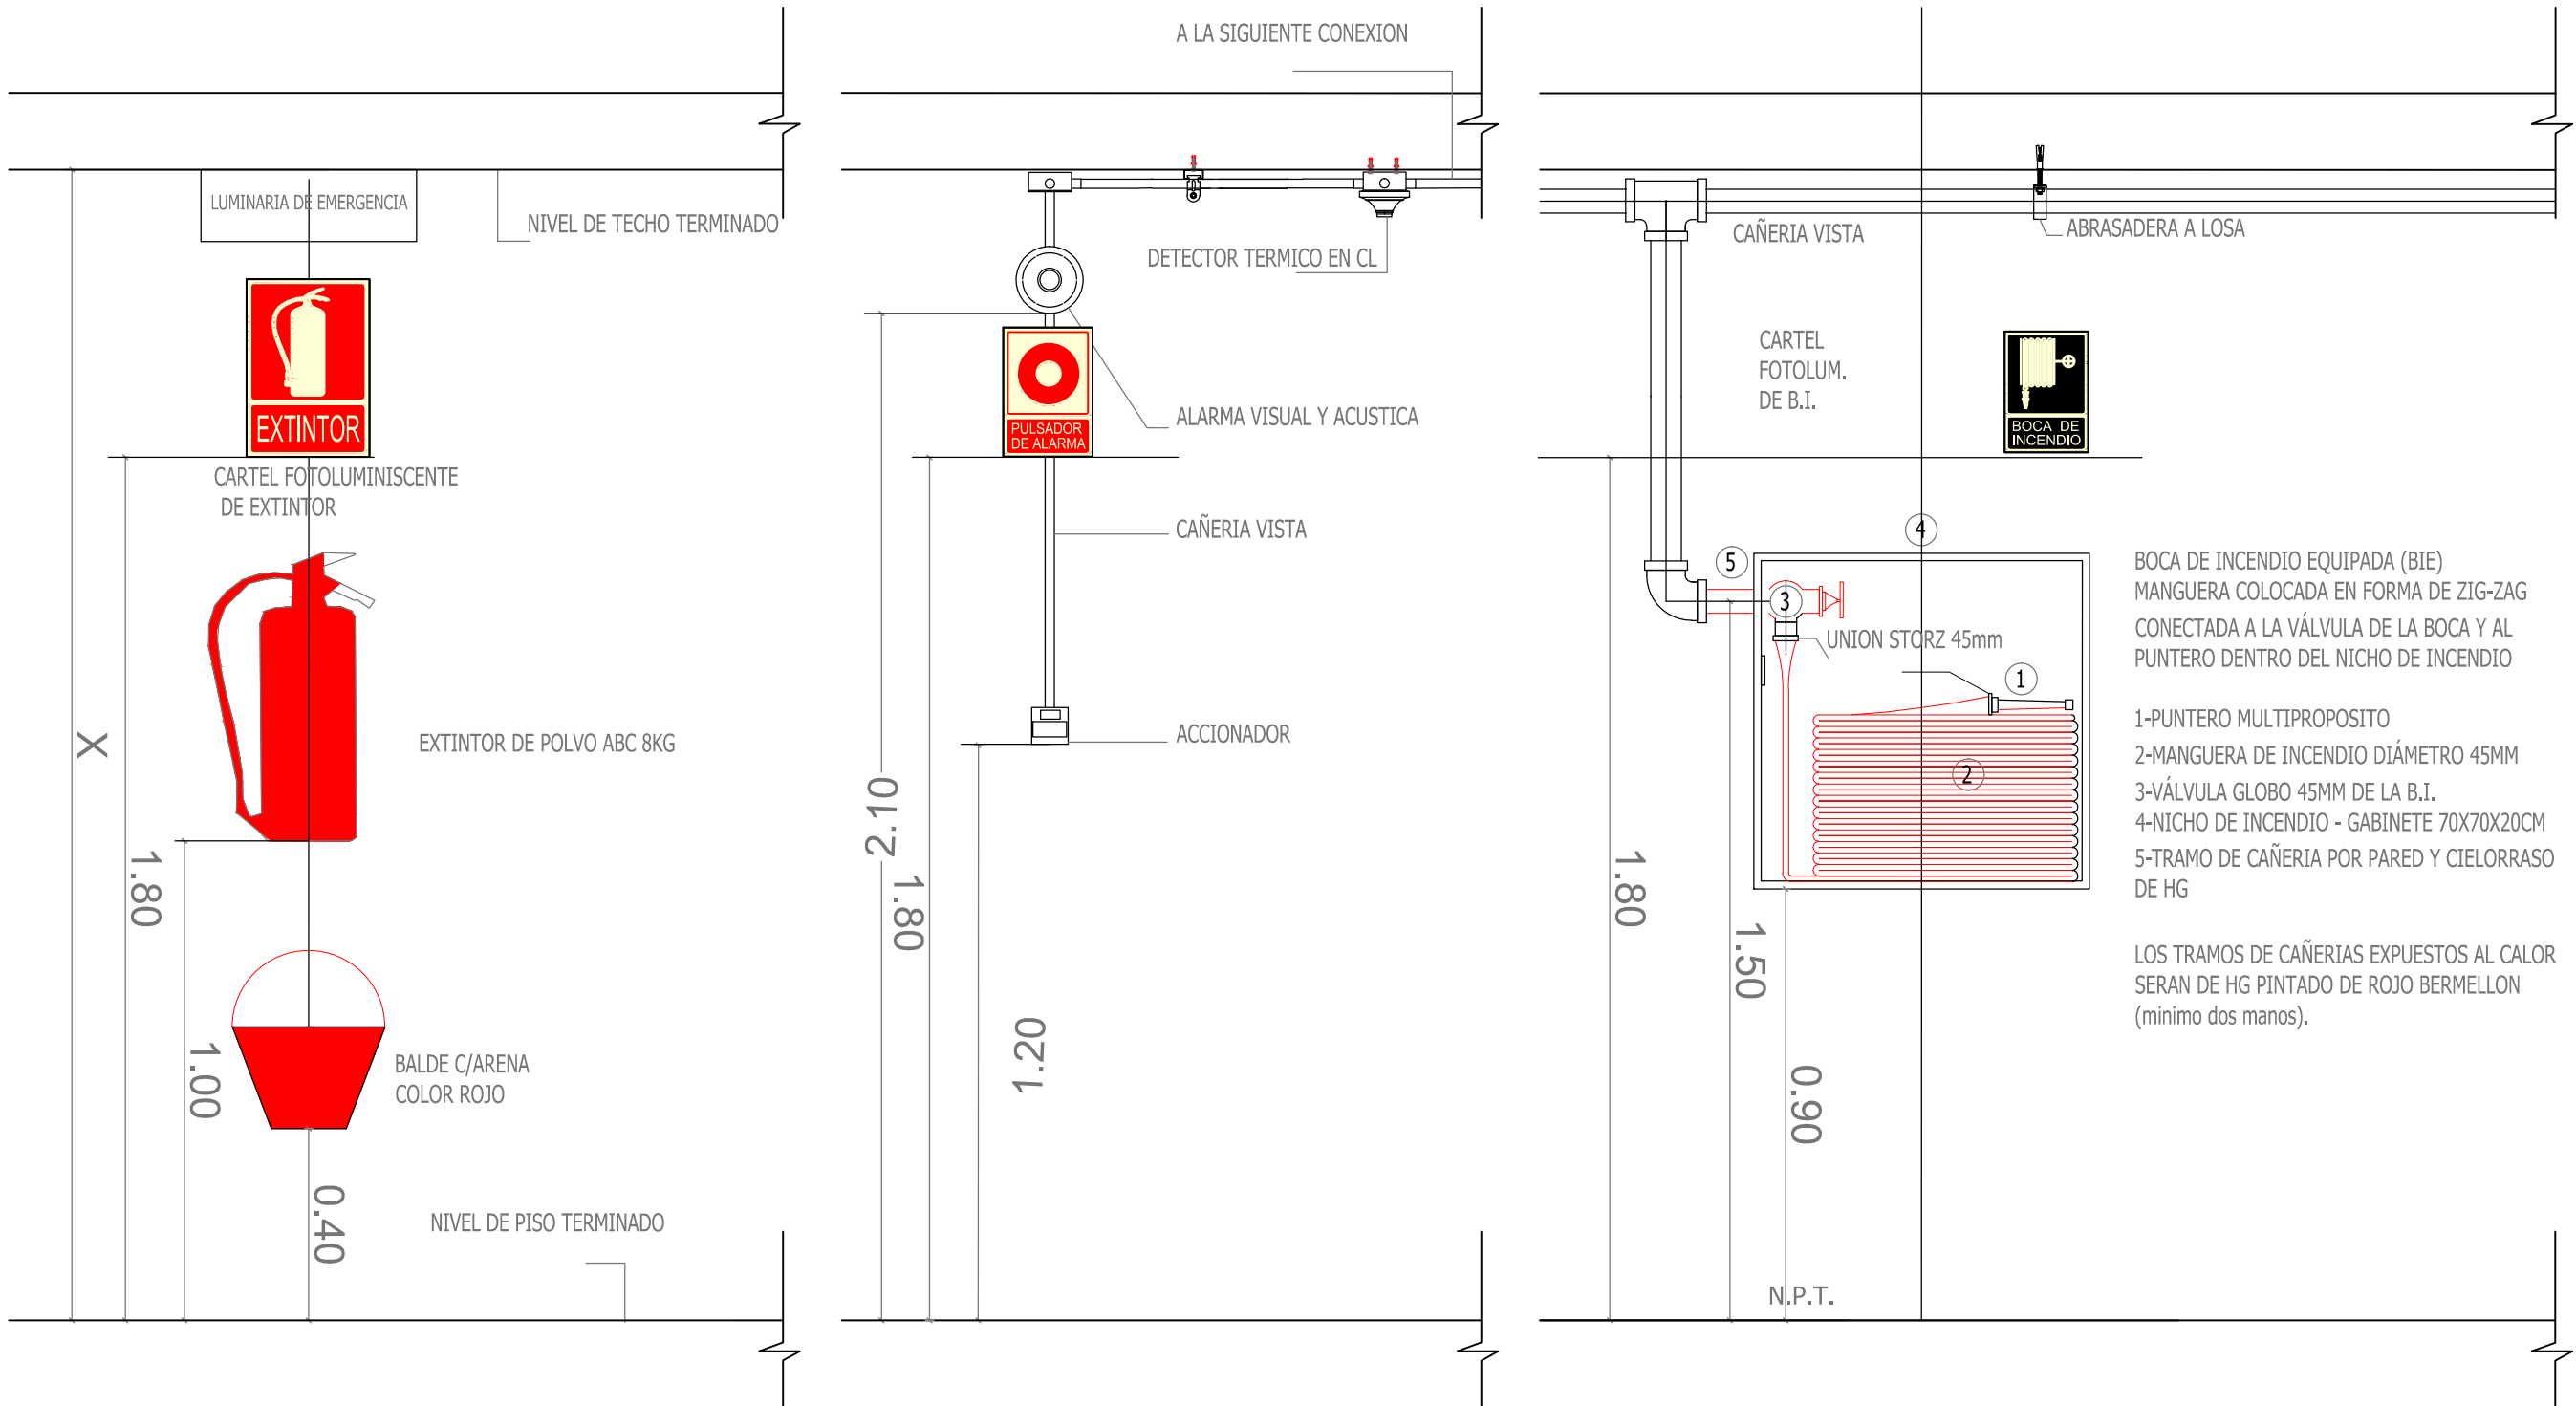 LUMINARIA DE EMERGENCIA
NIVEL DE TECHO TERMINADO
EXTINTOR
CARTEL FOTOLUMINISCENTE
DE EXTINTOR
EXTINTOR DE POLVO ABC 8KG
X
1.80
1.00
BALDE C/ARENA
COLOR ROJO
0.40
NIVEL DE PISO TERMINADO
A LA SIGUIENTE CONEXION
DETECTOR TERMICO EN CL
PULSADOR
DE ALARMA
ALARMA VISUAL Y ACUSTICA
CAÑERIA VISTA
ACCIONADOR
2.10
1.80
1.20
CAÑERIA VISTA
ABRASADERA A LOSA
CARTEL
FOTOLUM.
DE B.I.
BOCA DE
INCENDIO
4
5
3
UNION STORZ 45mm
1
2
1.80
1.50
0.90
N.P.T.
BOCA DE INCENDIO EQUIPADA (BIE)
MANGUERA COLOCADA EN FORMA DE ZIG-ZAG
CONECTADA A LA VÁLVULA DE LA BOCA Y AL
PUNTERO DENTRO DEL NICHO DE INCENDIO
1-PUNTERO MULTIPROPOSITO
2-MANGUERA DE INCENDIO DIÁMETRO 45MM
3-VÁLVULA GLOBO 45MM DE LA B.I.
4-NICHO DE INCENDIO - GABINETE 70X70X20CM
5-TRAMO DE CAÑERIA POR PARED Y CIELORRASO
DE HG
LOS TRAMOS DE CAÑERIAS EXPUESTOS AL CALOR
SERAN DE HG PINTADO DE ROJO BERMELLON
(minimo dos manos).